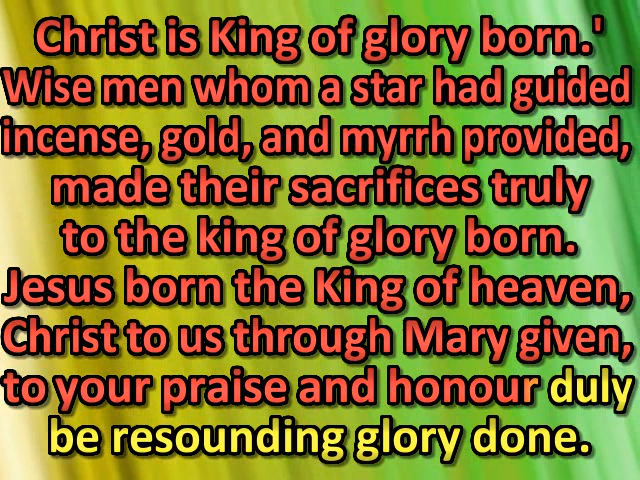 Christ is King of glory born.'
Wise men whom a star had guided
incense, gold, and myrrh provided,
made their sacrifices truly
to the king of glory born.
Jesus born the King of heaven,
Christ to us through Mary given,
to your praise and honour duly
be resounding glory done.